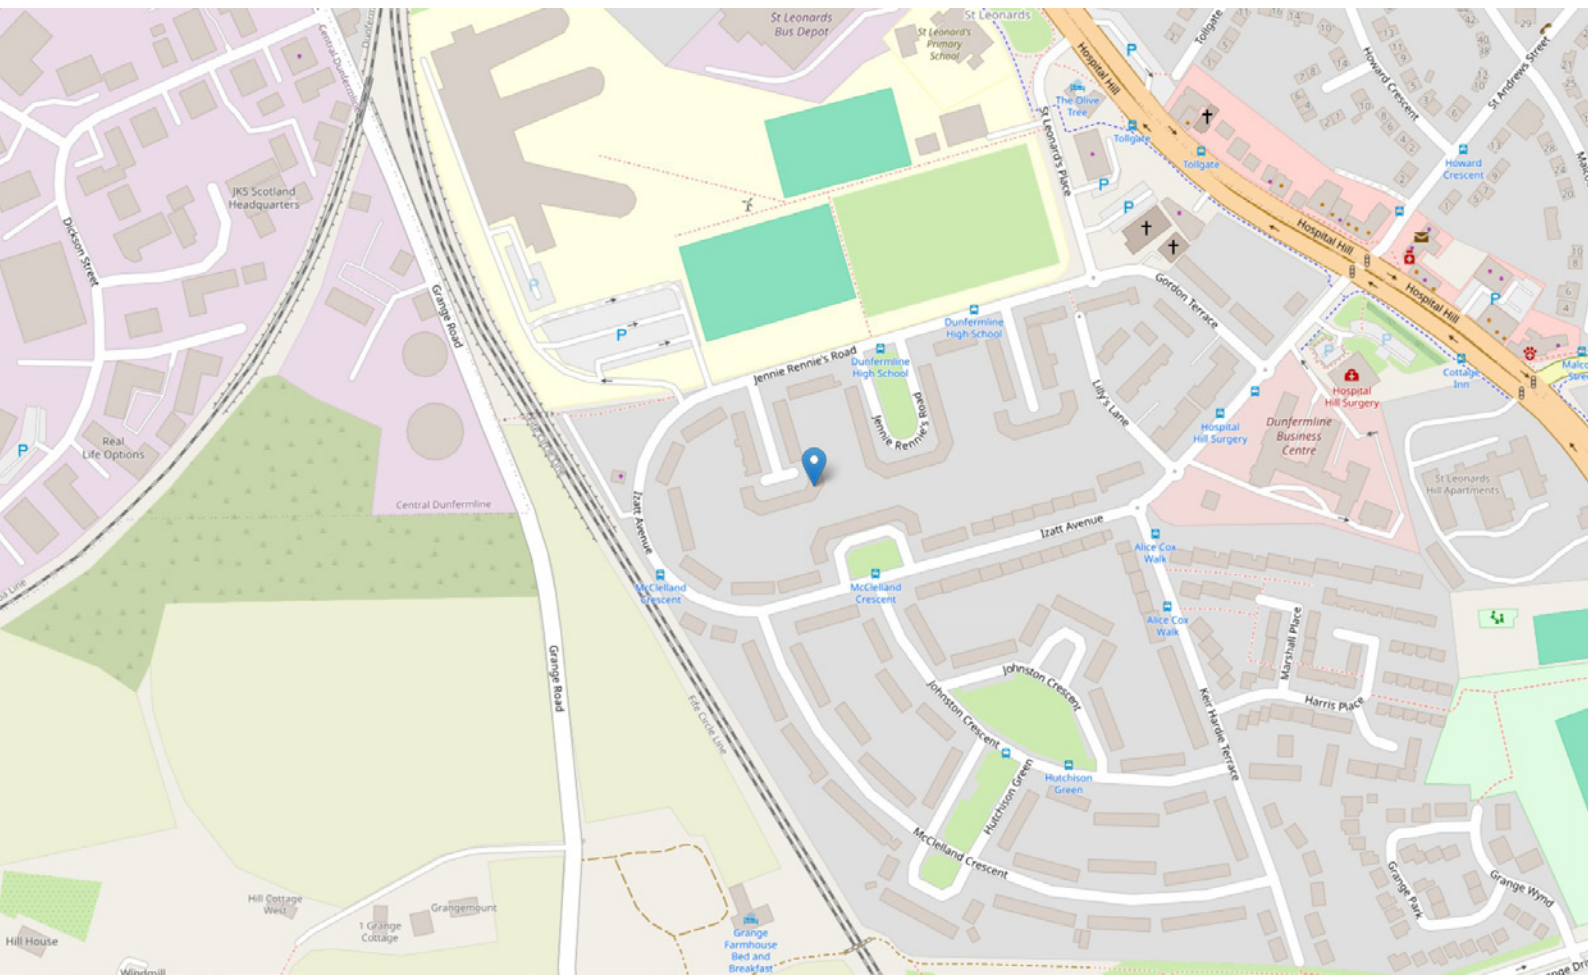 St Leonards
Bus Depot
St Leonard's
Primary
School
St Leonards
Hospital Hill
Tollgate
P
The Olive
Tree
Tollgate
Tollgate
St Leonard's Place
P
P
Howard Crescent
St Andrews Street
Howard
Crescent
Central Dunfermline
JKS Scotland
Headquarters
Dickson Street
Grange Road
P
P
Hospital Hill
Hospital Hill
P
Gordon Terrace
Dunfermline
High School
Dunfermline
High School
Jennie Rennie's Road
Jennie Rennie's Road
Lilly's Lane
P
P
Cottage
Inn
Hospital
Hill Surgery
Hospital
Hill Surgery
Dunfermline
Business
Centre
St Leonards
Hill Apartments
P
Real
Life Options
Central Dunfermline
Izatt Avenue
Izatt Avenue
McClelland
Crescent
McClelland
Crescent
Alice Cox
Walk
Alice Cox
Walk
Marshall Place
Harris Place
Keir Hardie Terrace
Johnston Crescent
Johnston Crescent
Hutchison
Green
Hutchison Green
McClelland Crescent
Grange Road
Fife Circle Line
Grange Park
Grange Wynd
Hill Cottage
West
1 Grange
Cottage
Grangemount
Hill House
Windmill
Grange
Farmhouse
Bed and
Breakfast